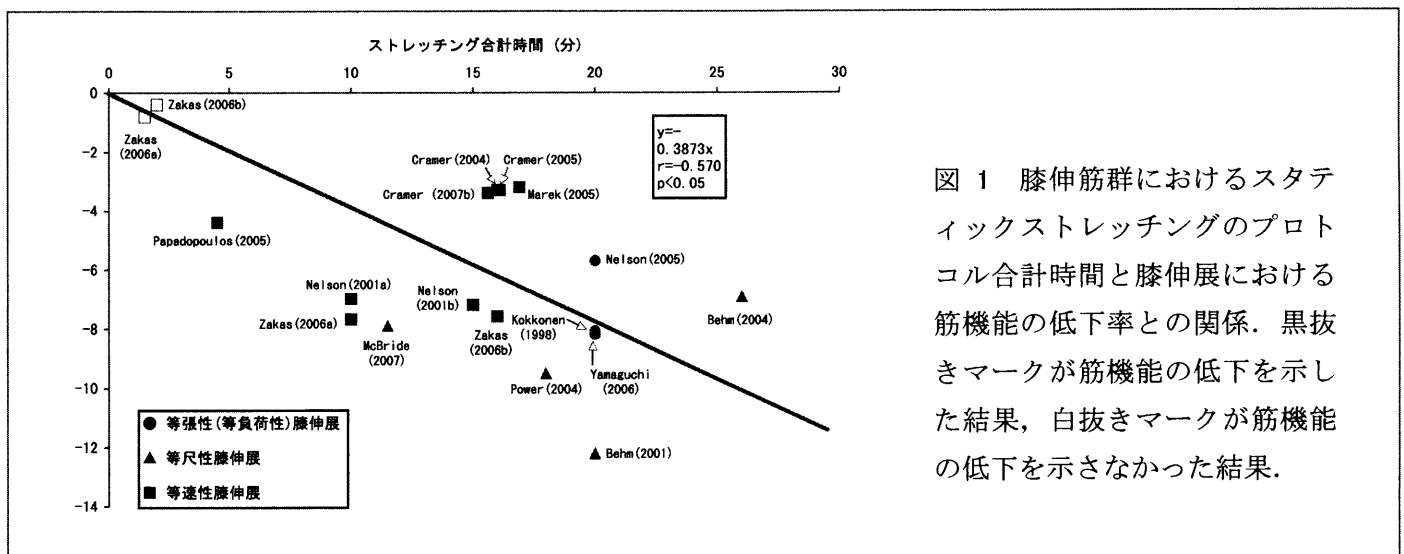 ストレッチング合計時間 (分)
0 5 10 15 20 25 30
0
-2
-4
-6
-8
-10
-12
-14
Zakas(2006b)
Zakas
(2006a)
Cramer(2004)
Cramer(2005)
Cramer (2007b)
Marek(2005)
Papadopoulos(2005)
Nelson(2005)
Nelson(2001a)
Nelson
(2001b)
Behm(2004)
Zakas(2006a)
McBride
(2007)
Zakas
(2006b)
Kokkonen
(1998)
Power(2004)
Yamaguchi
(2006)
Behm(2001)
y=-
0.3873x
r=-0.570
p<0.05
● 等張性(等負荷性)膝伸展
▲ 等尺性膝伸展
■ 等速性膝伸展
図 1 膝伸筋群におけるスタテ
ィックストレッチングのプロト
コル合計時間と膝伸展における
筋機能の低下率との関係．黒抜
きマークが筋機能の低下を示し
た結果，白抜きマークが筋機能
の低下を示さなかった結果．